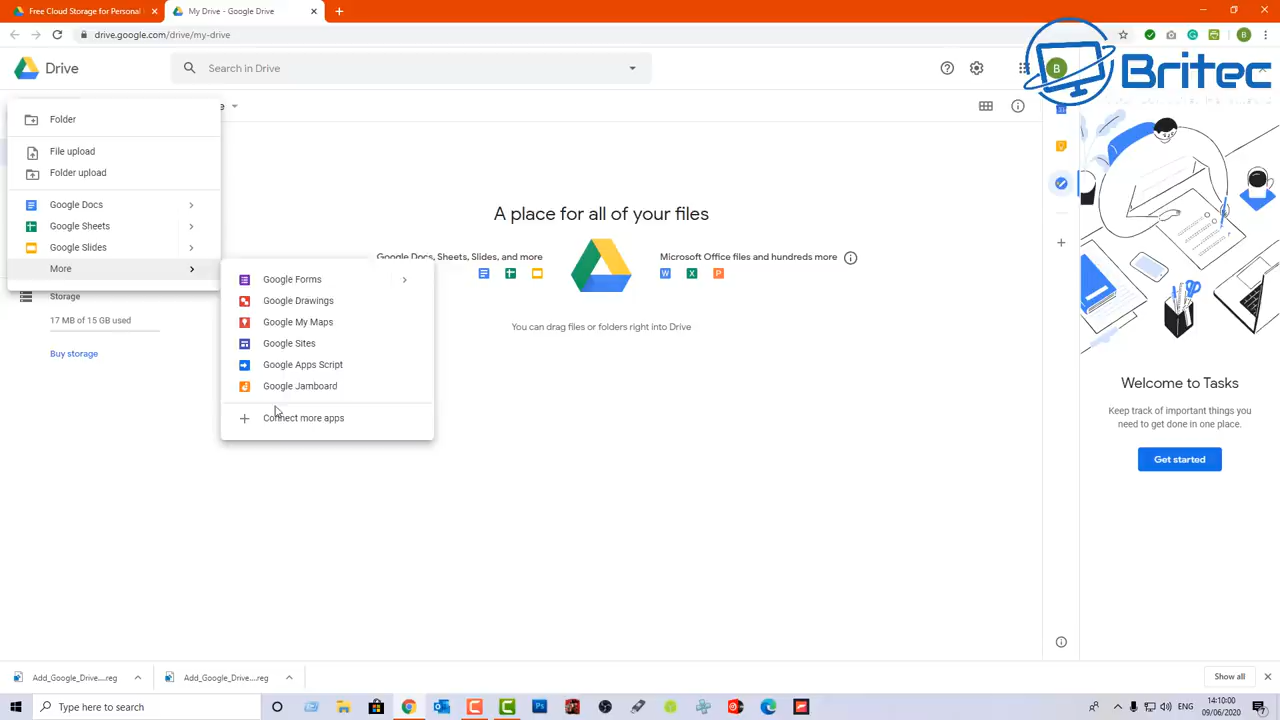 Free Cloud Storage for Personal
My Drive - Google Drive
drive.google.com/drive/my-drive
B
Drive
Search in Drive
B
Britec
Folder
File upload
Folder upload
Google Docs
Google Sheets
Google Slides
More
Google Forms
Google Drawings
Google My Maps
Google Sites
Google Apps Script
Google Jamboard
Connect more apps
Storage
17 MB of 15 GB used
Buy storage
A place for all of your files
Google Docs, Sheets, Slides, and more
Microsoft Office files and hundreds more
W X P
You can drag files or folders right into Drive
Welcome to Tasks
Keep track of important things you
need to get done in one place.
Get started
Add_Google_Drive....reg
Add_Google_Drive....reg
Show all
Type here to search
ENG
14:10:00
09/06/2020